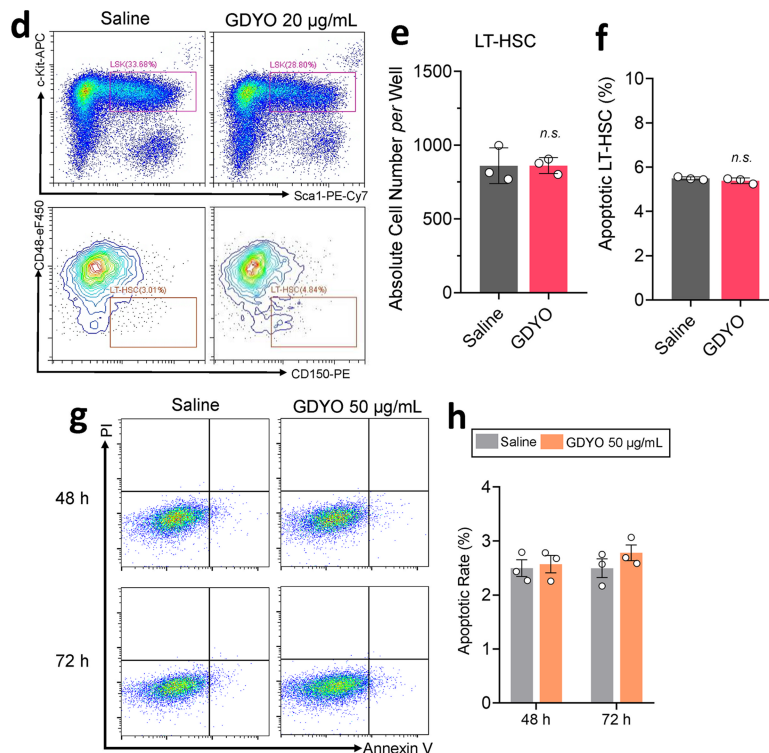 d
Saline
GDYO 20 μg/mL
c-Kit-APC
LSK(33.68%)
LSK(28.80%)
Sca1-PE-Cy7
CD48-eF450
LT-HSC(3.01%)
LT-HSC(4.84%)
CD150-PE
e
LT-HSC
Absolute Cell Number per Well
1500
1000
750
500
250
0
n.s.
Saline
GDYO
f
Apoptotic LT-HSC (%)
10
8
6
4
2
0
n.s.
Saline
GDYO
g
Saline
GDYO 50 μg/mL
PI
48 h
72 h
Annexin V
h
Saline
GDYO 50 μg/mL
Apoptotic Rate (%)
4
3
2
1
0
48 h
72 h